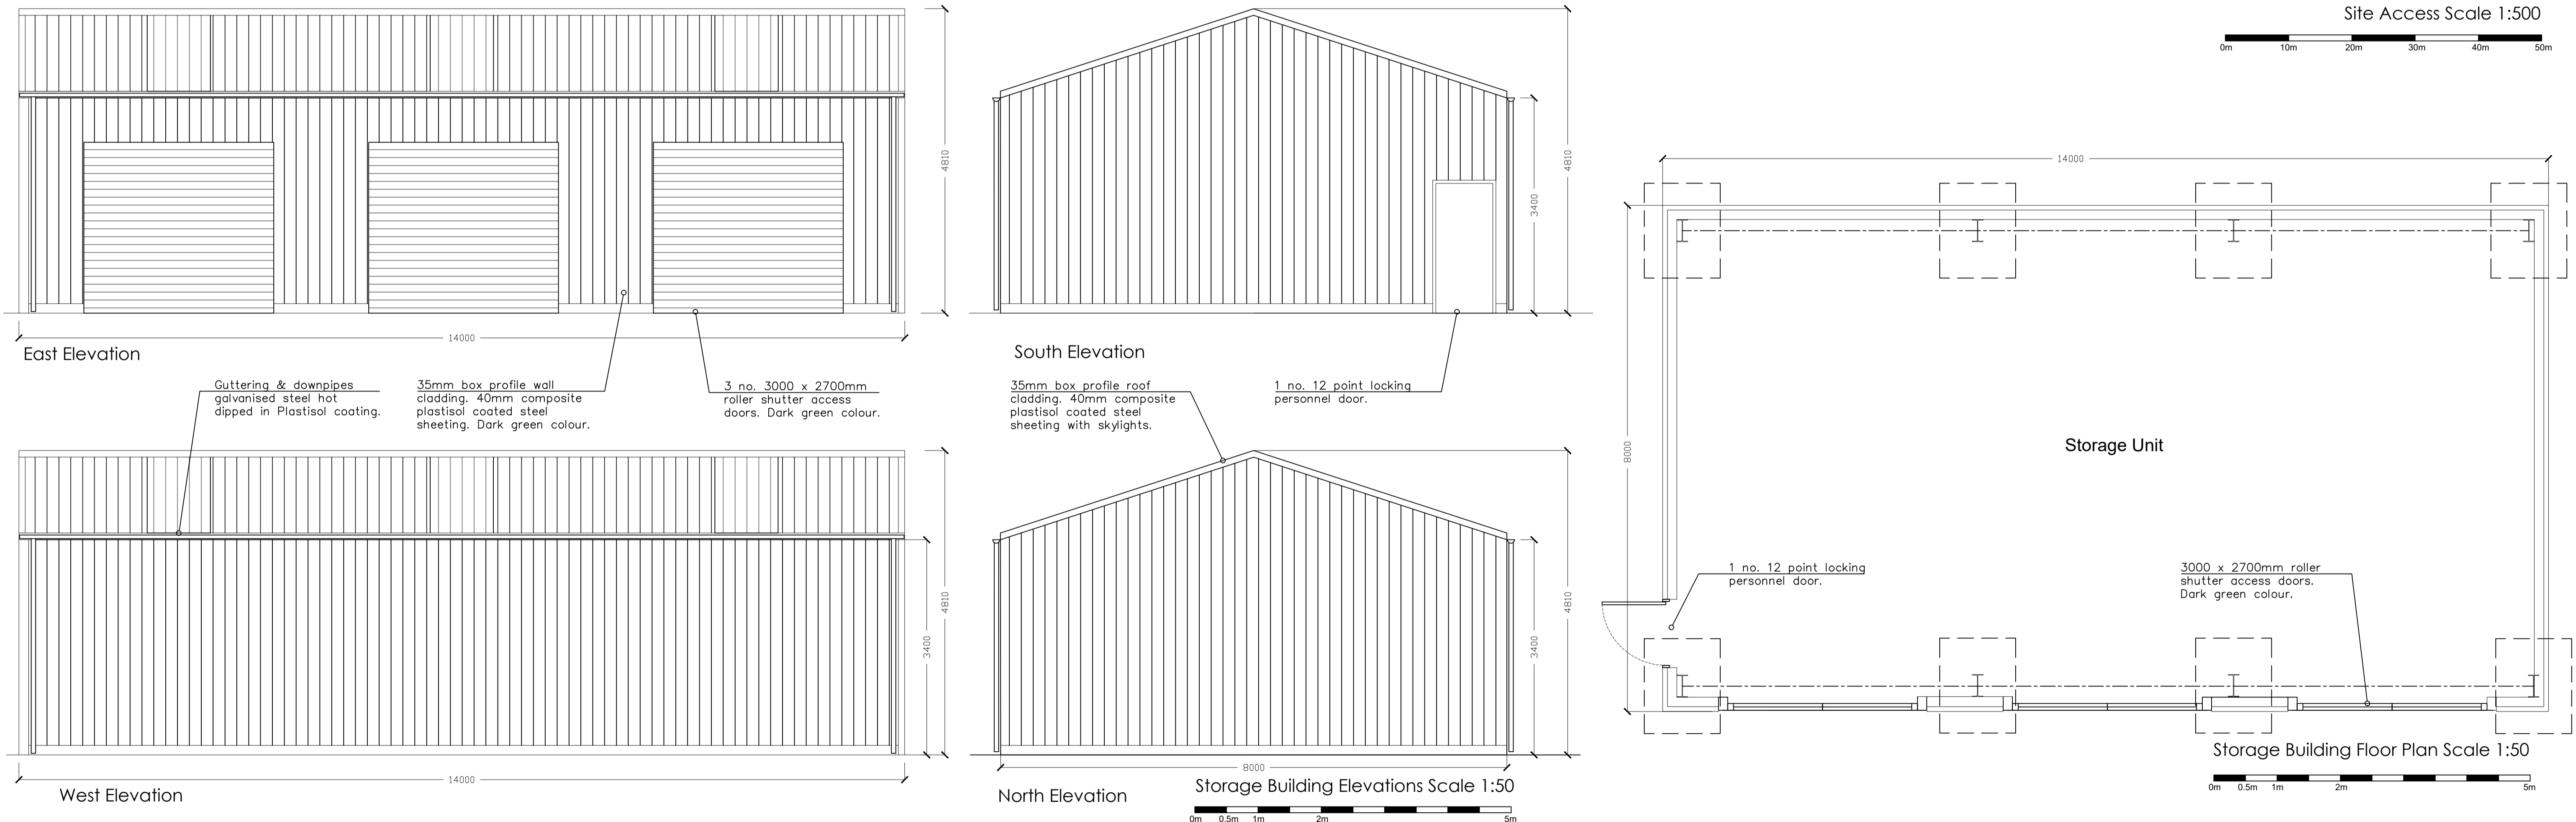 Site Access Scale 1:500
0m 10m 20m 30m 40m 50m
4810
14000
East Elevation
4810
3400
South Elevation
Guttering & downpipes
galvanised steel hot
dipped in Plastisol coating.
35mm box profile wall
cladding. 40mm composite
plastisol coated steel
sheeting. Dark green colour.
3 no. 3000 x 2700mm
roller shutter access
doors. Dark green colour.
35mm box profile roof
cladding. 40mm composite
plastisol coated steel
sheeting with skylights.
1 no. 12 point locking
personnel door.
4810
3400
14000
West Elevation
4810
3400
8000
North Elevation
Storage Building Elevations Scale 1:50
0m 0.5m 1m 2m 5m
14000
8000
Storage Unit
1 no. 12 point locking
personnel door.
3000 x 2700mm roller
shutter access doors.
Dark green colour.
Storage Building Floor Plan Scale 1:50
0m 0.5m 1m 2m 5m